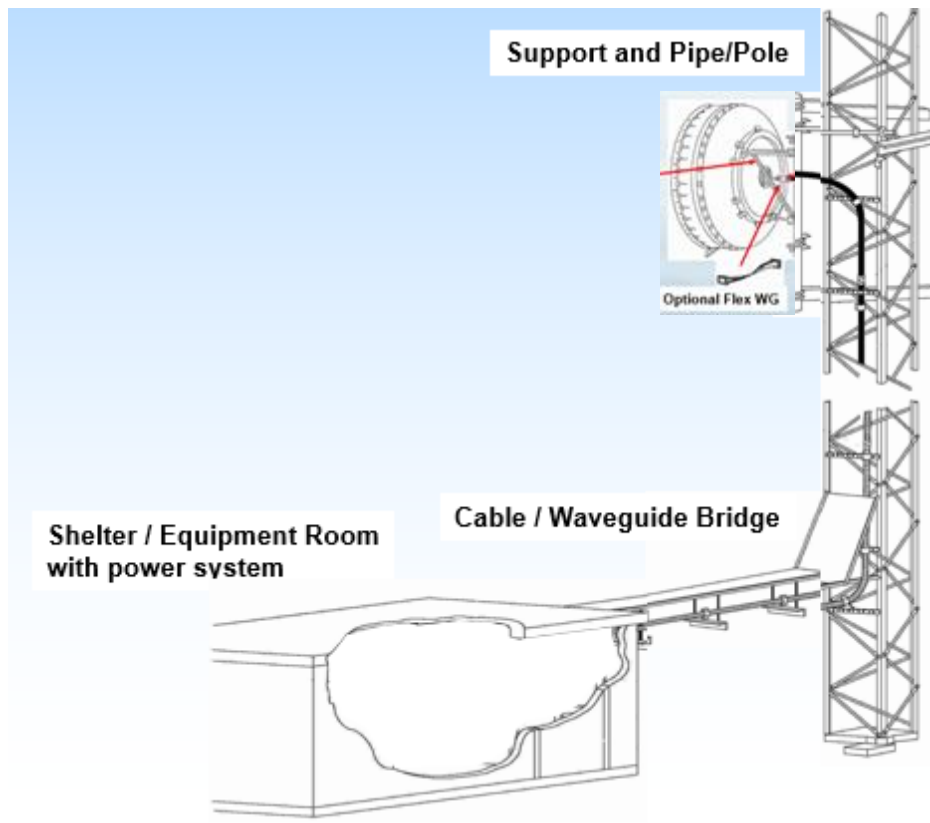 Support and Pipe/Pole
Optional Flex WG
Cable / Waveguide Bridge
Shelter / Equipment Room
with power system